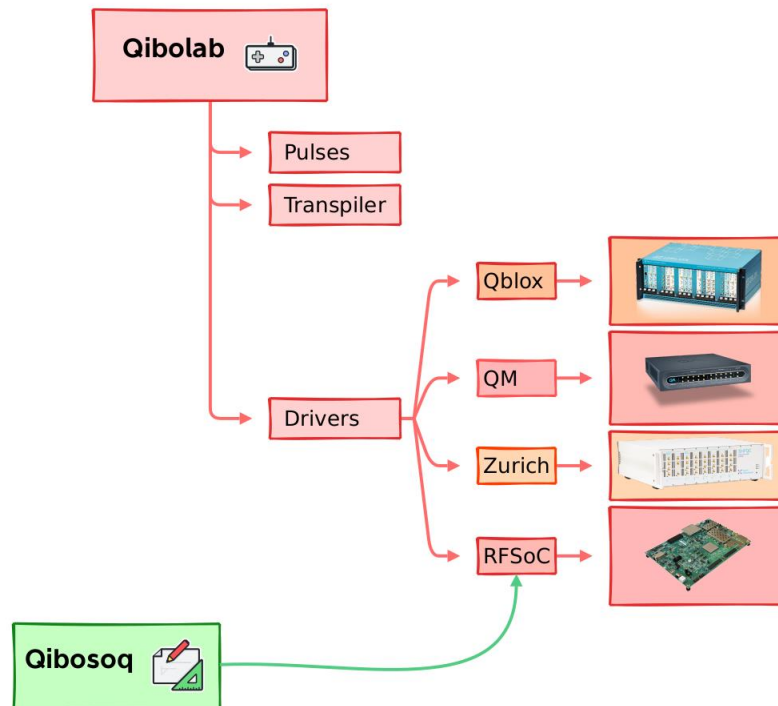 Qibolab
Pulses
Transpiler
Qblox
QM
Drivers
Zurich
RFSoC
Qibosoq